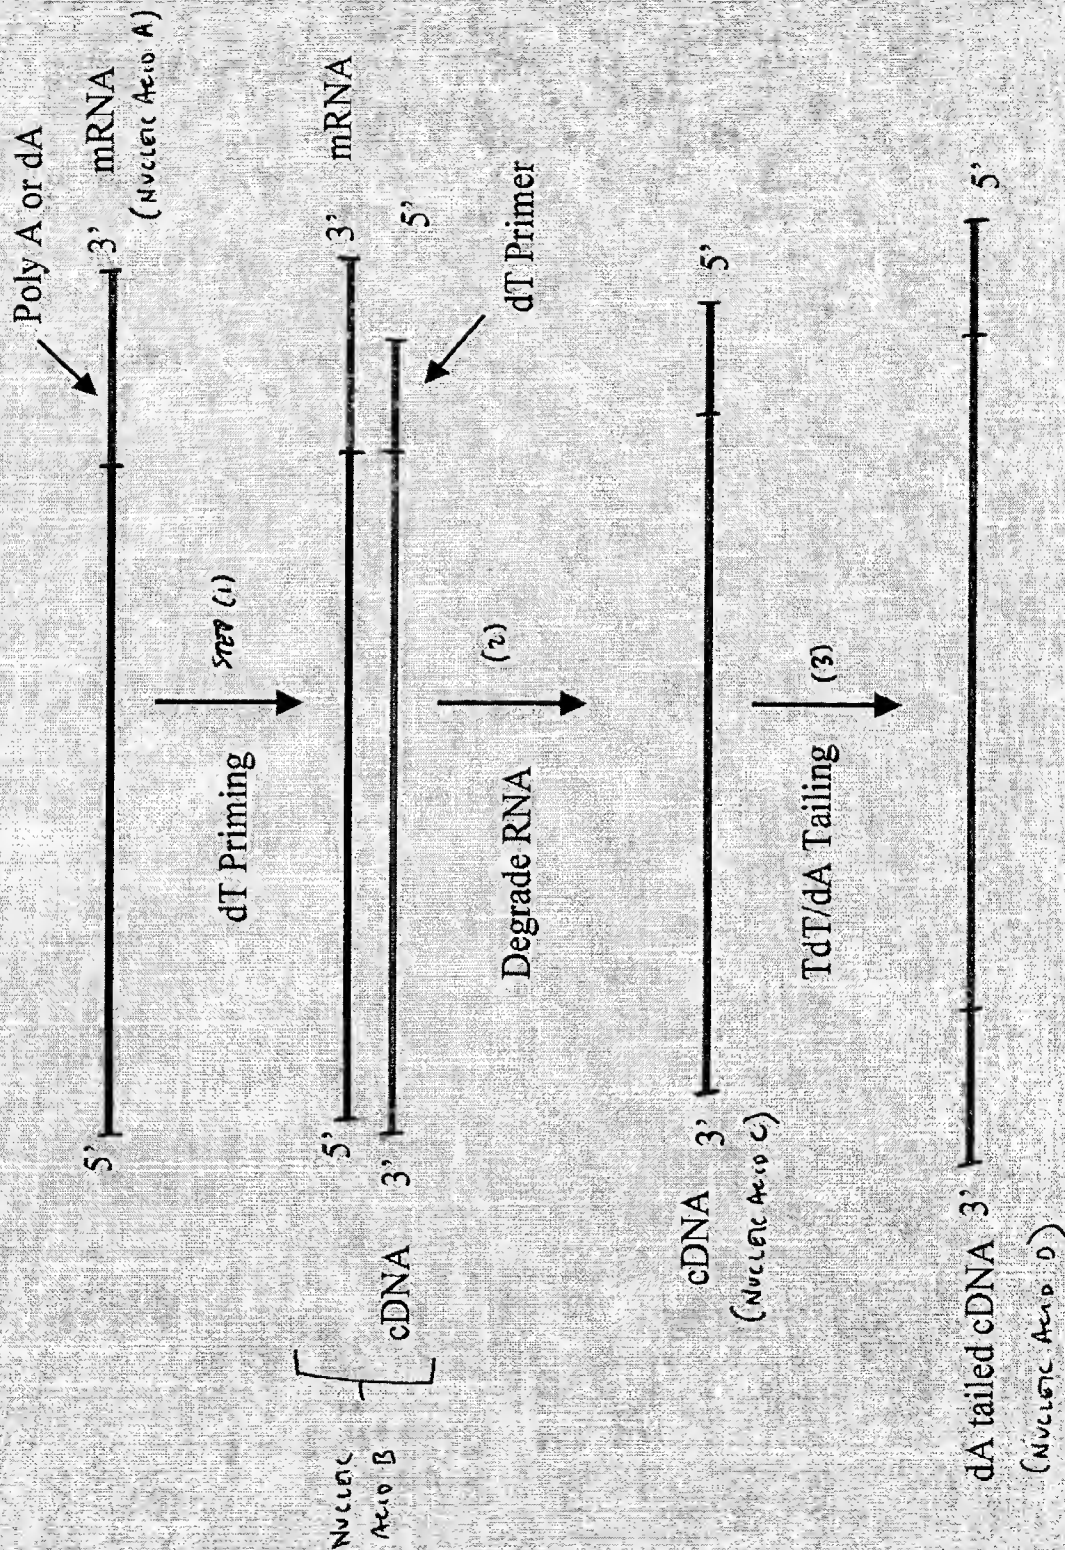 Poly A or dA
5'
3'
mRNA
(NUCLEIC ACID A)
dT Priming
STEP (1)
5'
3'
mRNA
cDNA
3'
5'
NUCLEIC
ACID B
dT Primer
Degrade RNA
(2)
cDNA
3'
5'
(NUCLEIC ACID C)
TdT/dA Tailing
(3)
dA tailed cDNA
3'
5'
(NUCLEIC ACID D)